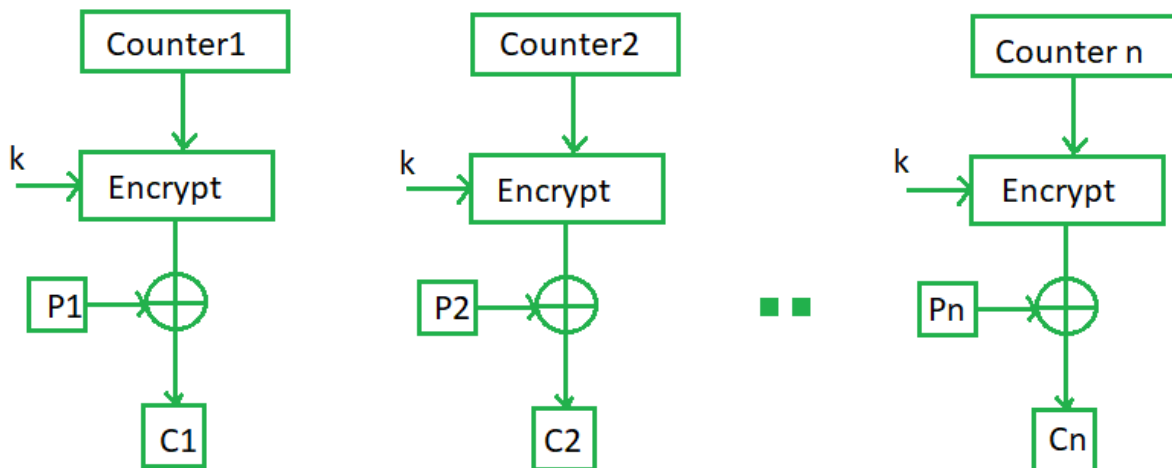 Counter1
Counter2
Counter n
k
k
k
Encrypt
Encrypt
Encrypt
P1
P2
Pn
C1
C2
Cn